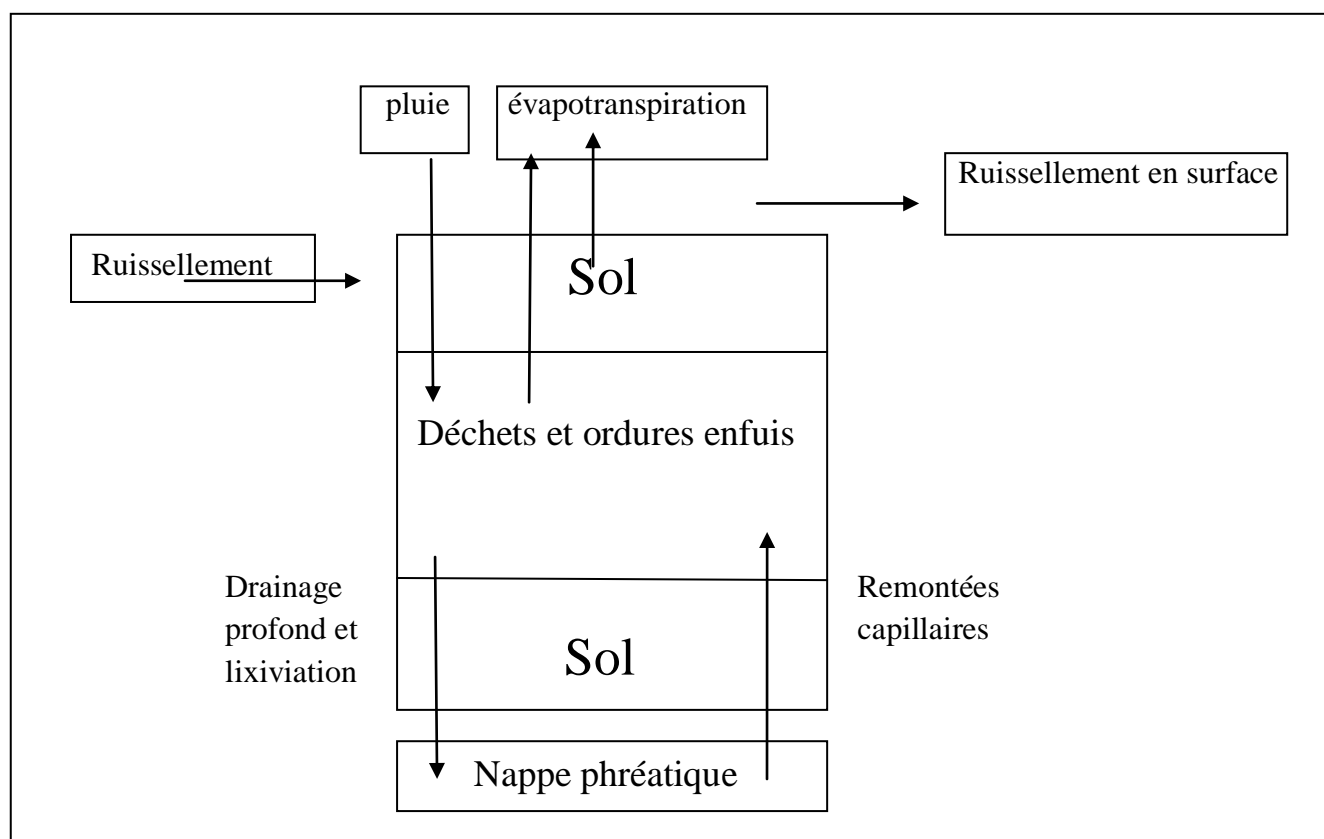 pluie
évapotranspiration
Ruissellement en surface
Ruissellement
Sol
Déchets et ordures enfuis
Drainage
profond et
lixiviation
Remontées
capillaires
Sol
Nappe phréatique